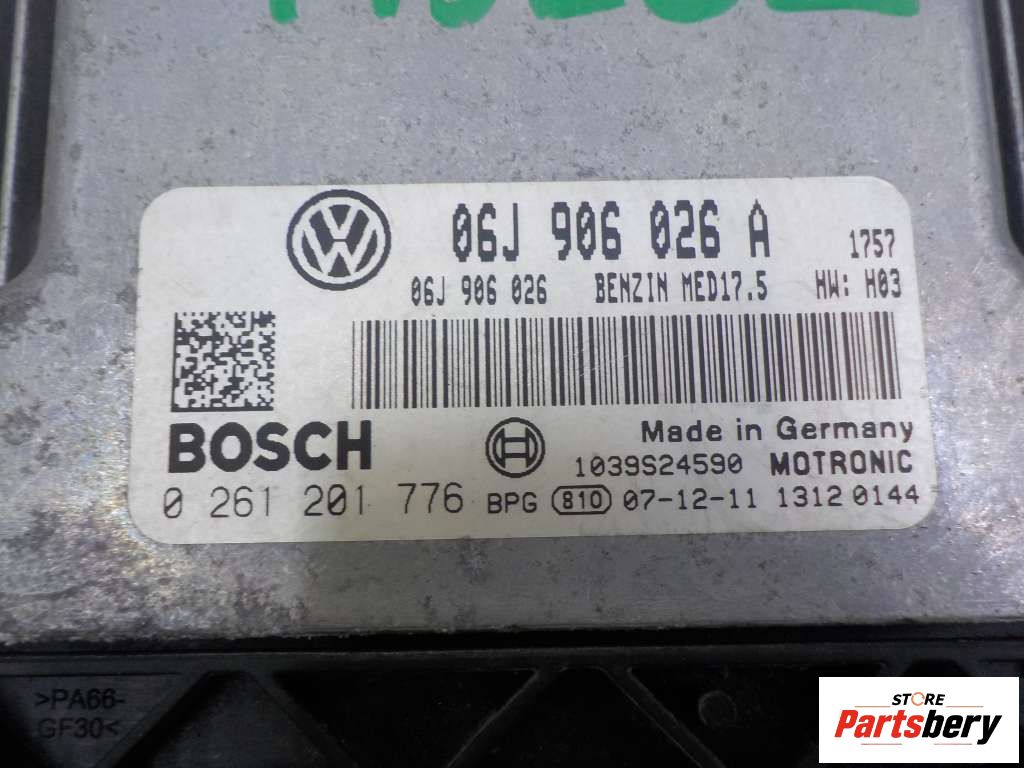 06J 906 026 A 1757
06J 906 026 BENZIN MED17.5 HW: H03
BOSCH
Made in Germany
1039S24590 MOTRONIC
0 261 201 776 BPG 810 07-12-11 1312 0144
>PA66-
GF30<
STORE
Partsbery